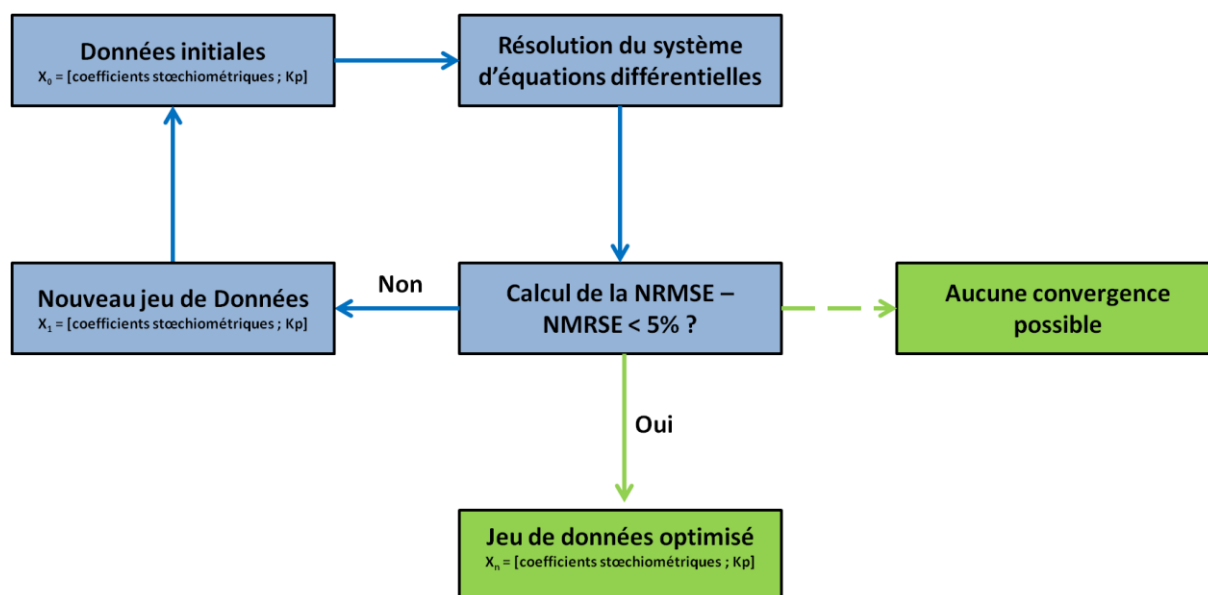 Données initiales
X₀ = [coefficients stœchiométriques ; Kp]
Résolution du système
d'équations différentielles
Nouveau jeu de Données
X₁ = [coefficients stœchiométriques ; Kp]
Non
Calcul de la NRMSE –
NMRSE < 5% ?
Aucune convergence
possible
Oui
Jeu de données optimisé
Xₙ = [coefficients stœchiométriques ; Kp]